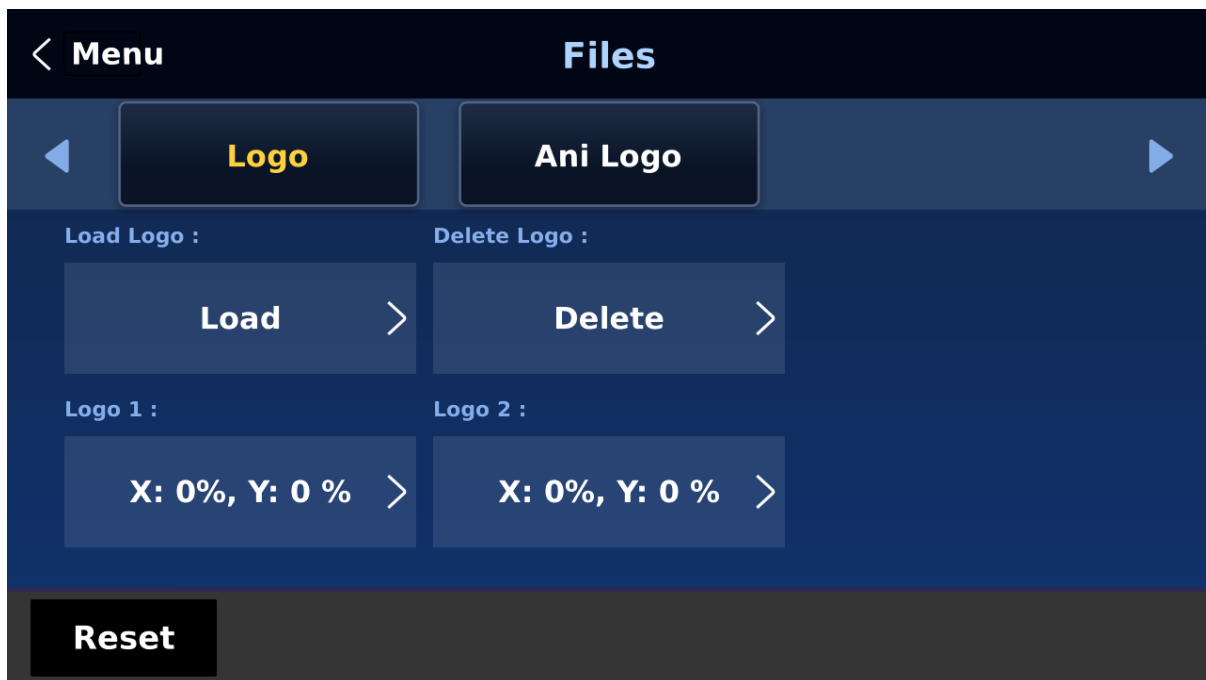 Menu
Files
Logo
Ani Logo
Load Logo :
Delete Logo :
Load
Delete
Logo 1 :
Logo 2 :
X: 0%, Y: 0 %
X: 0%, Y: 0 %
Reset